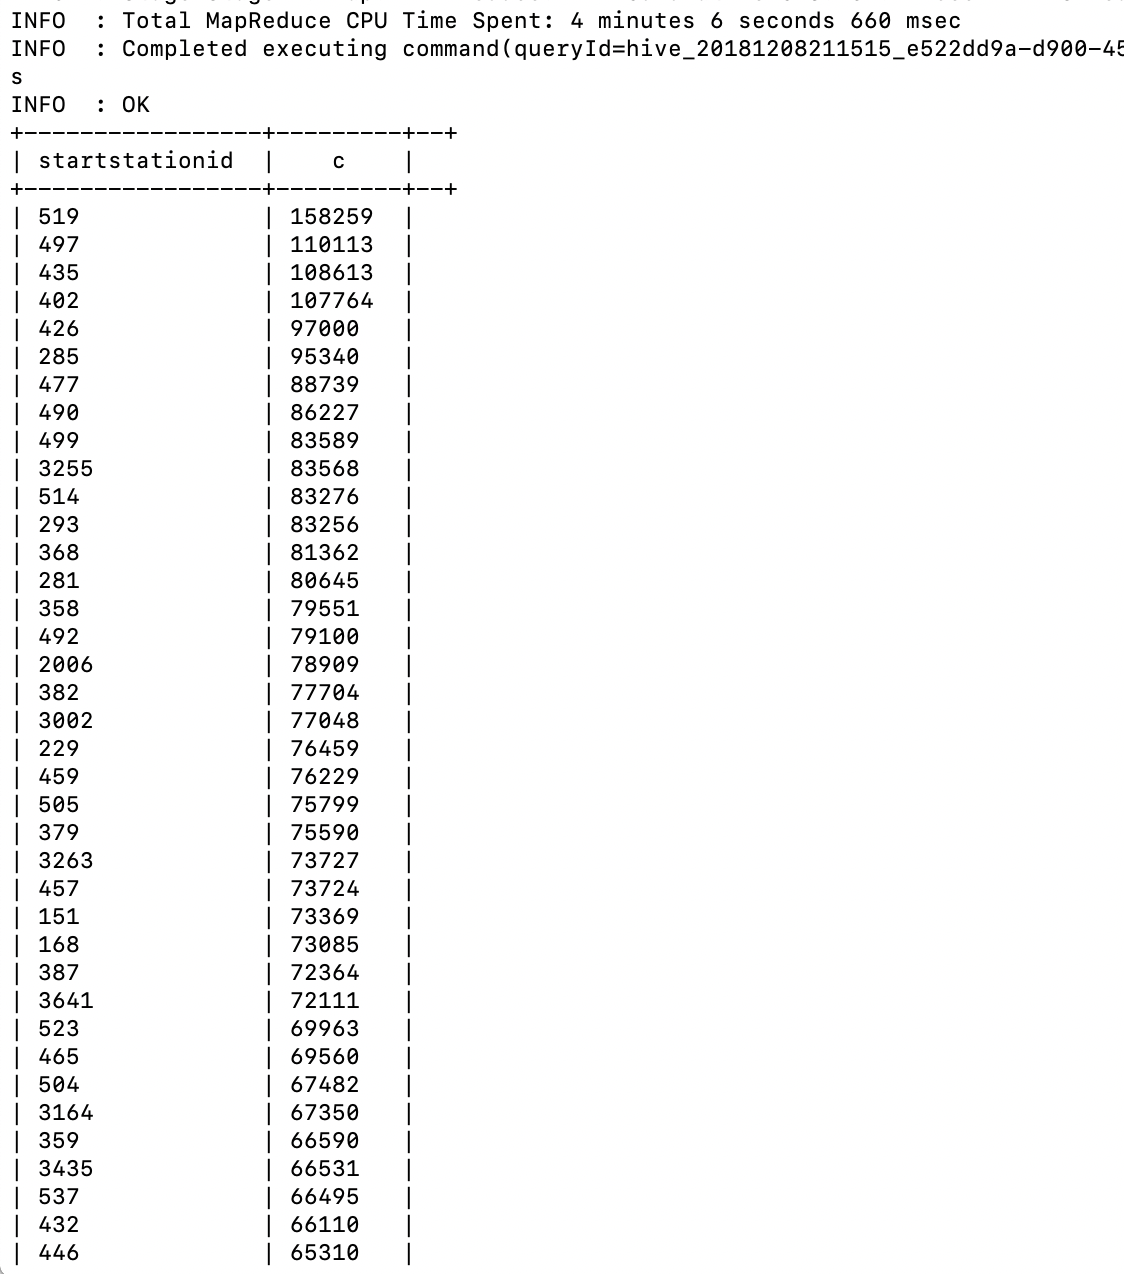 INFO  : Total MapReduce CPU Time Spent: 4 minutes 6 seconds 660 msec
INFO  : Completed executing command(queryId=hive_20181208211515_e522dd9a-d900-45
s
INFO  : OK
+-----------------+---------+--+
| startstationid  |    c    |
+-----------------+---------+--+
| 519             | 158259  |
| 497             | 110113  |
| 435             | 108613  |
| 402             | 107764  |
| 426             | 97000   |
| 285             | 95340   |
| 477             | 88739   |
| 490             | 86227   |
| 499             | 83589   |
| 3255            | 83568   |
| 514             | 83276   |
| 293             | 83256   |
| 368             | 81362   |
| 281             | 80645   |
| 358             | 79551   |
| 492             | 79100   |
| 2006            | 78909   |
| 382             | 77704   |
| 3002            | 77048   |
| 229             | 76459   |
| 459             | 76229   |
| 505             | 75799   |
| 379             | 75590   |
| 3263            | 73727   |
| 457             | 73724   |
| 151             | 73369   |
| 168             | 73085   |
| 387             | 72364   |
| 3641            | 72111   |
| 523             | 69963   |
| 465             | 69560   |
| 504             | 67482   |
| 3164            | 67350   |
| 359             | 66590   |
| 3435            | 66531   |
| 537             | 66495   |
| 432             | 66110   |
| 446             | 65310   |